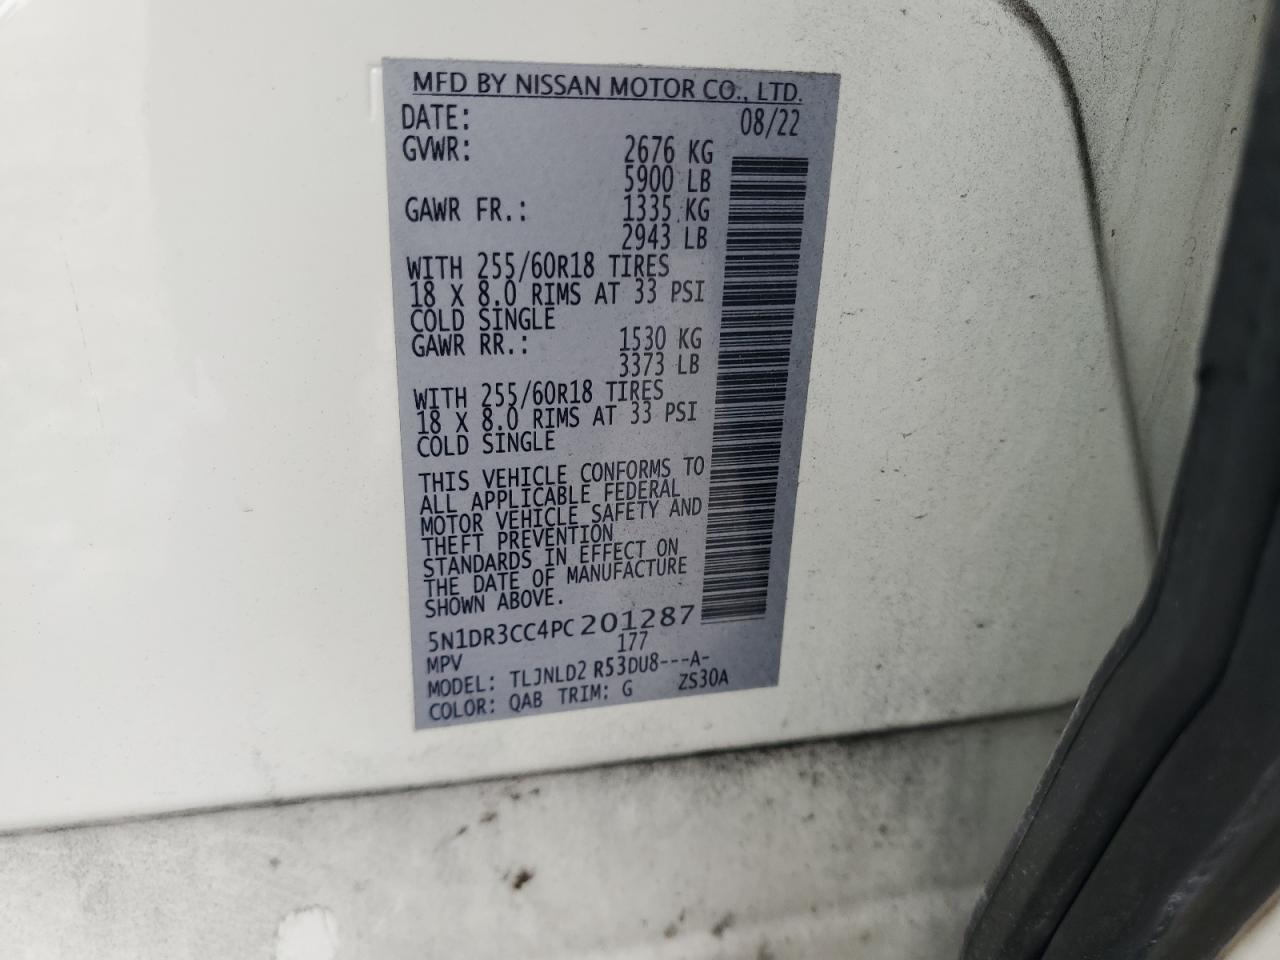 MFD BY NISSAN MOTOR CO., LTD.
DATE: 08/22
GVWR: 2676 KG
5900 LB
GAWR FR.: 1335 KG
2943 LB
WITH 255/60R18 TIRES
18 X 8.0 RIMS AT 33 PSI
COLD SINGLE
GAWR RR.: 1530 KG
3373 LB
WITH 255/60R18 TIRES
18 X 8.0 RIMS AT 33 PSI
COLD SINGLE
THIS VEHICLE CONFORMS TO
ALL APPLICABLE FEDERAL
MOTOR VEHICLE SAFETY AND
THEFT PREVENTION
STANDARDS IN EFFECT ON
THE DATE OF MANUFACTURE
SHOWN ABOVE.
5N1DR3CC4PC201287
MPV 177
MODEL: TLJNLD2 R53DU8---A-
COLOR: QAB TRIM: G ZS30A